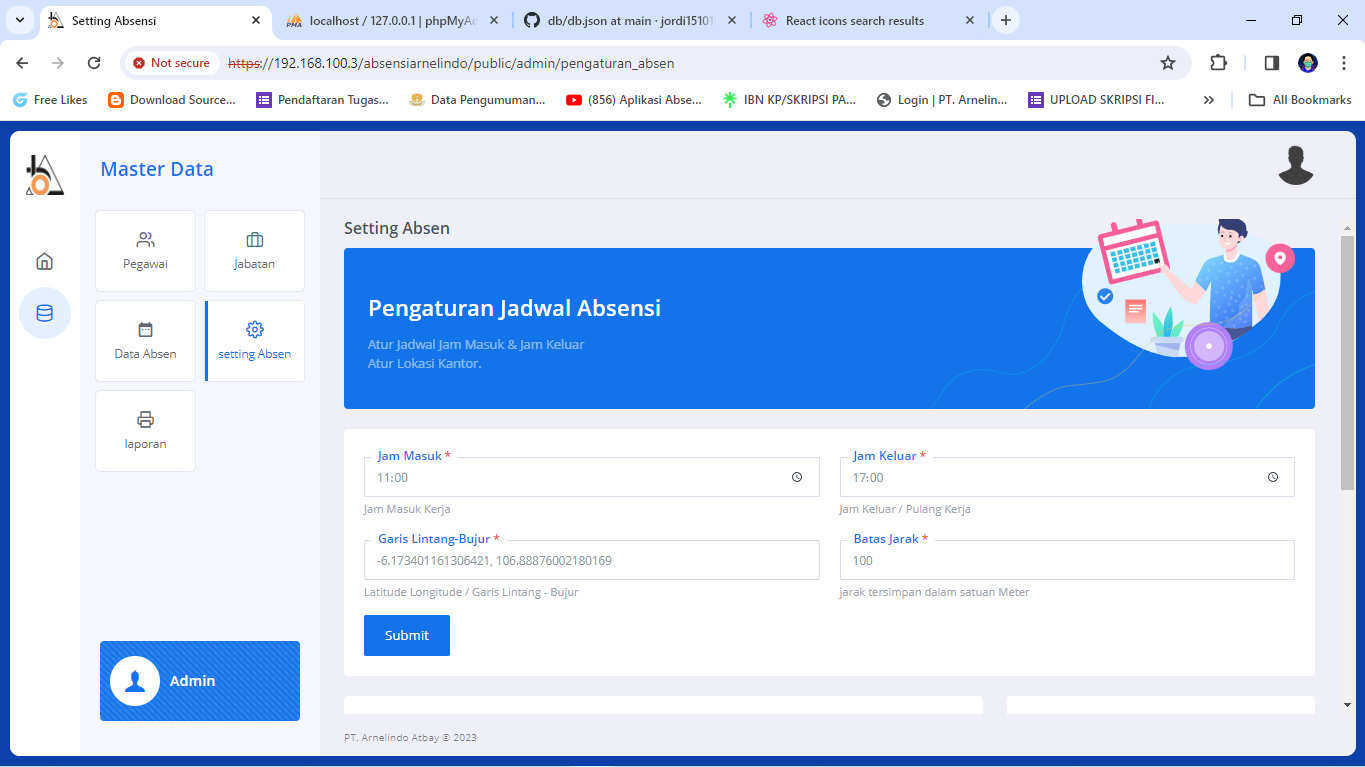 Setting Absensi
localhost / 127.0.0.1 | phpMyAd
db/db.json at main · jordi15101
React icons search results
Not secure
https://192.168.100.3/absensiarnelindo/public/admin/pengaturan_absen
Free Likes
Download Source...
Pendaftaran Tugas...
Data Pengumuman...
(856) Aplikasi Abse...
IBN KP/SKRIPSI PA...
Login | PT. Arnelin...
UPLOAD SKRIPSI FI...
All Bookmarks
Master Data
Pegawai
Jabatan
Data Absen
setting Absen
laporan
Admin
Setting Absen
Pengaturan Jadwal Absensi
Atur Jadwal Jam Masuk & Jam Keluar
Atur Lokasi Kantor.
Jam Masuk *
11:00
Jam Masuk Kerja
Jam Keluar *
17:00
Jam Keluar / Pulang Kerja
Garis Lintang-Bujur *
-6.173401161306421, 106.88876002180169
Latitude Longitude / Garis Lintang - Bujur
Batas Jarak *
100
jarak tersimpan dalam satuan Meter
Submit
PT. Arnelindo Atbay © 2023